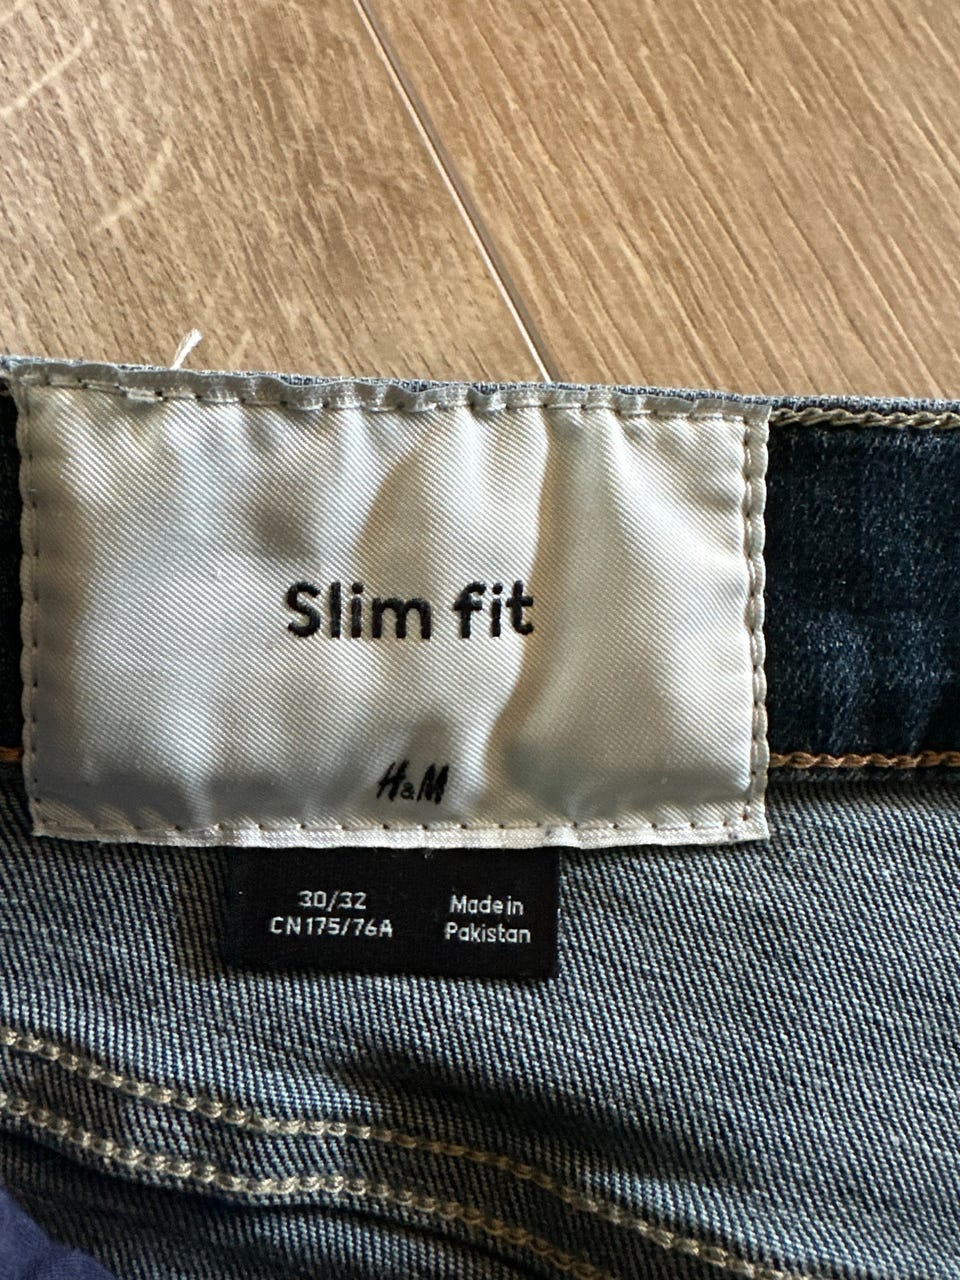 Slim fit
H&M
30/32
CN175/76A
Made in
Pakistan